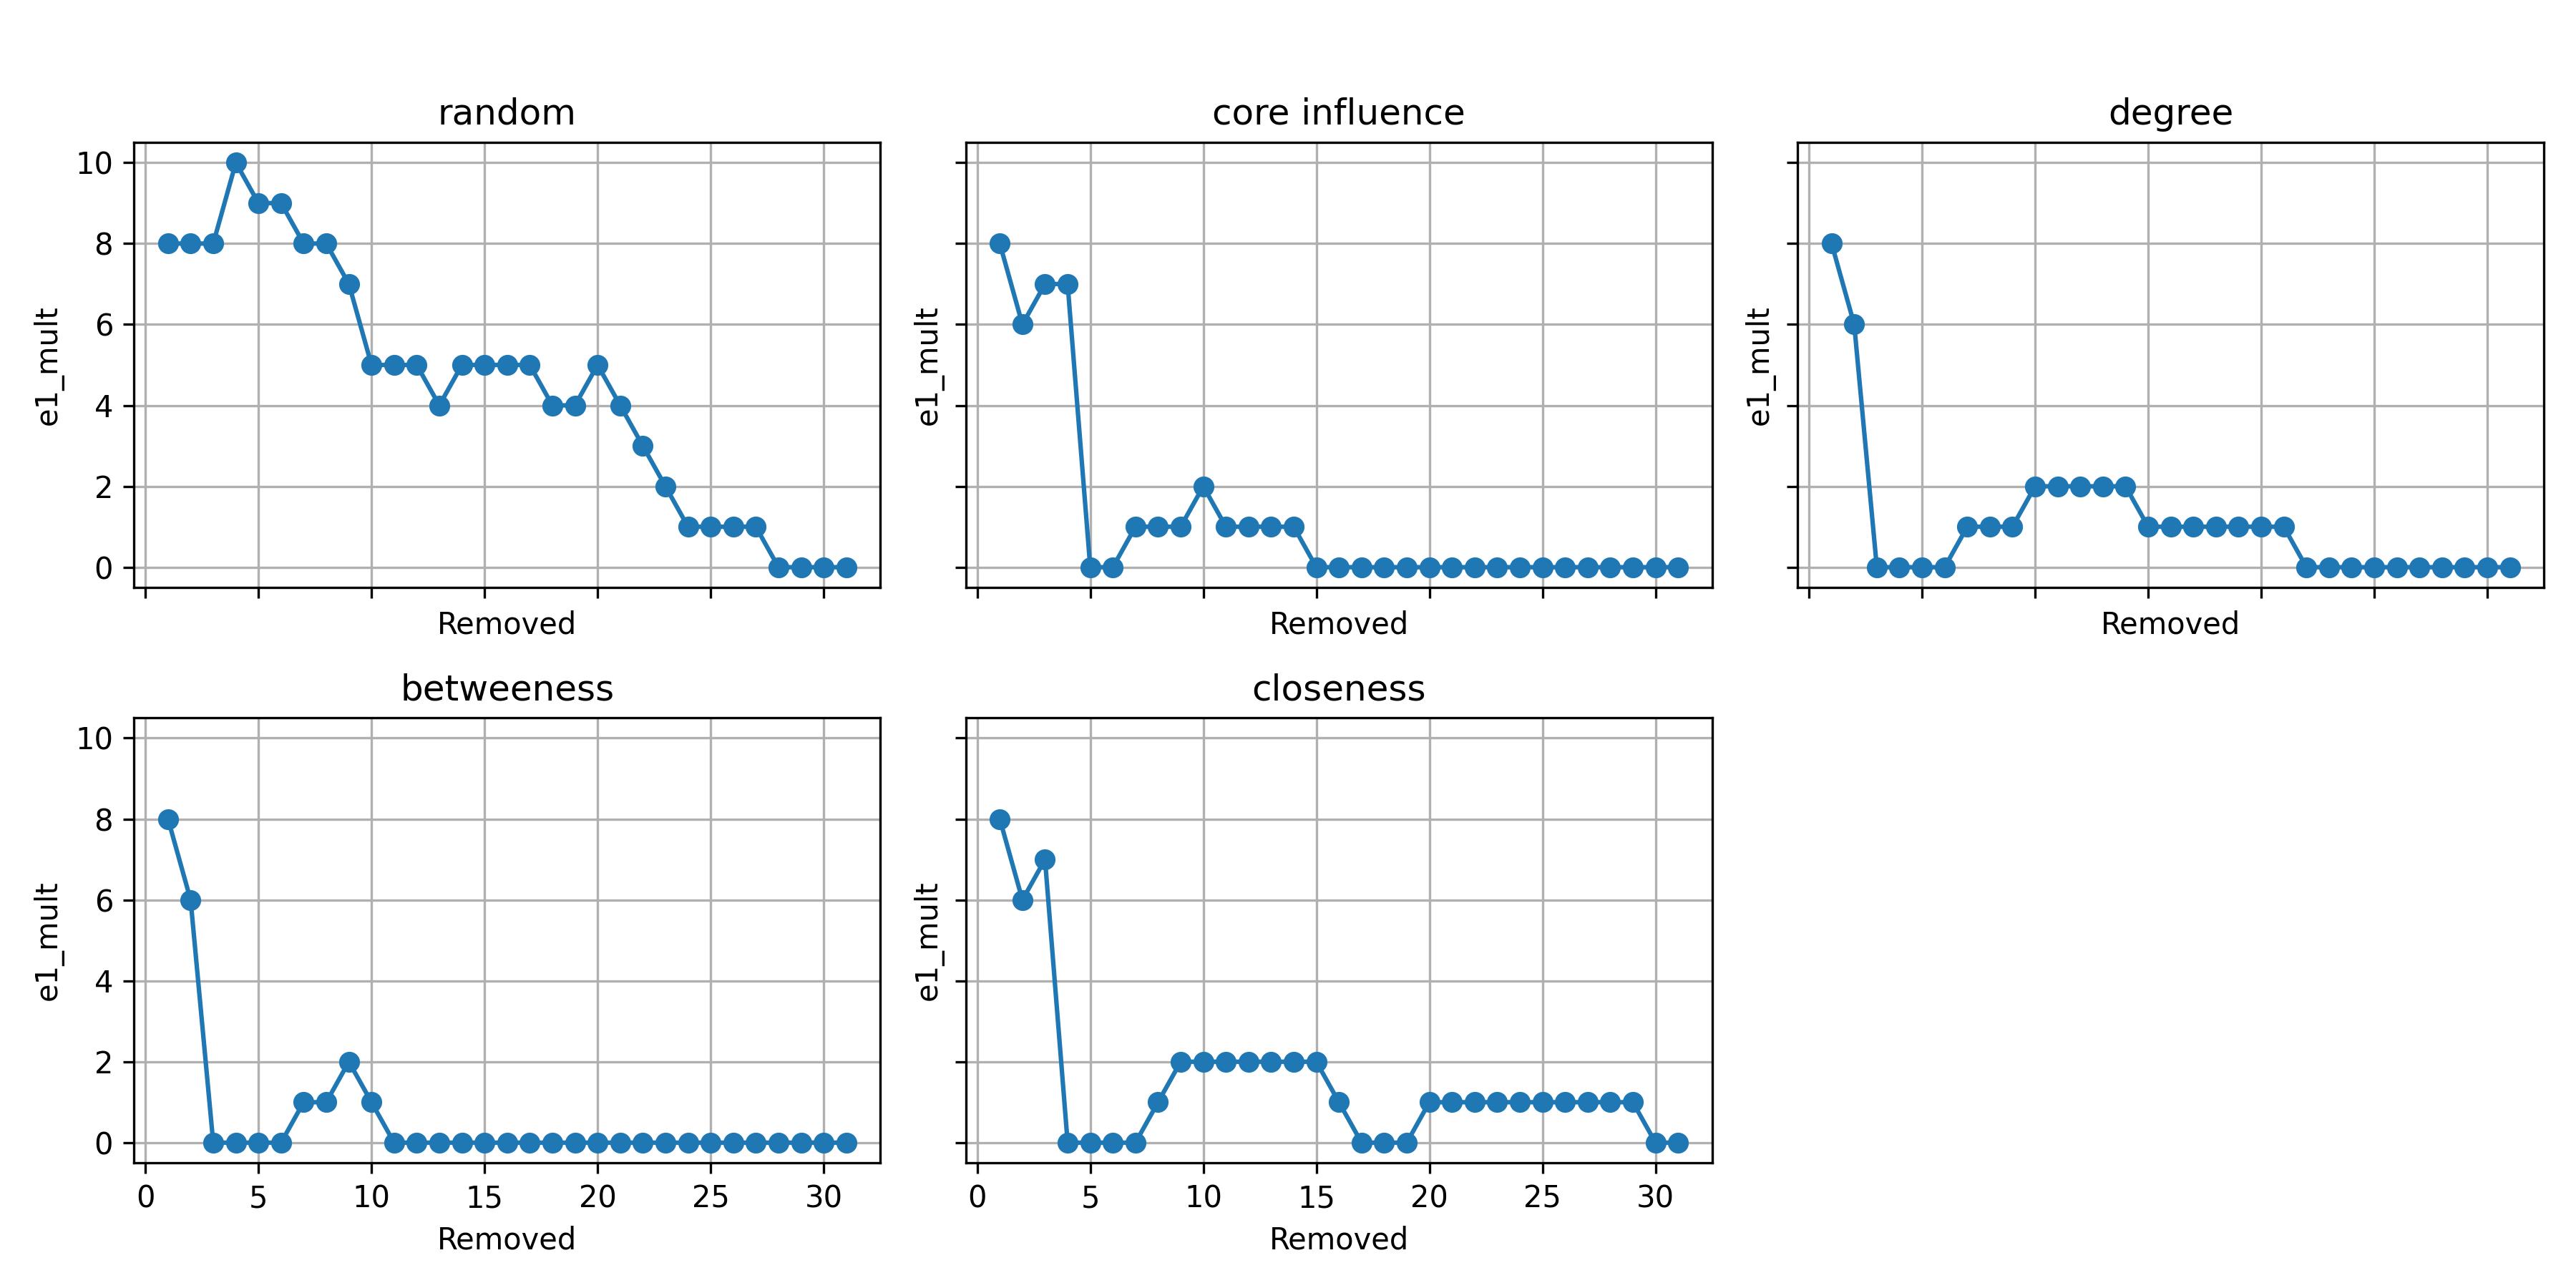 random
core influence
degree
10
8
6
4
2
0
e1_mult
e1_mult
e1_mult
Removed
Removed
Removed
betweeness
closeness
10
8
6
4
2
0
e1_mult
e1_mult
0 5 10 15 20 25 30
0 5 10 15 20 25 30
Removed
Removed